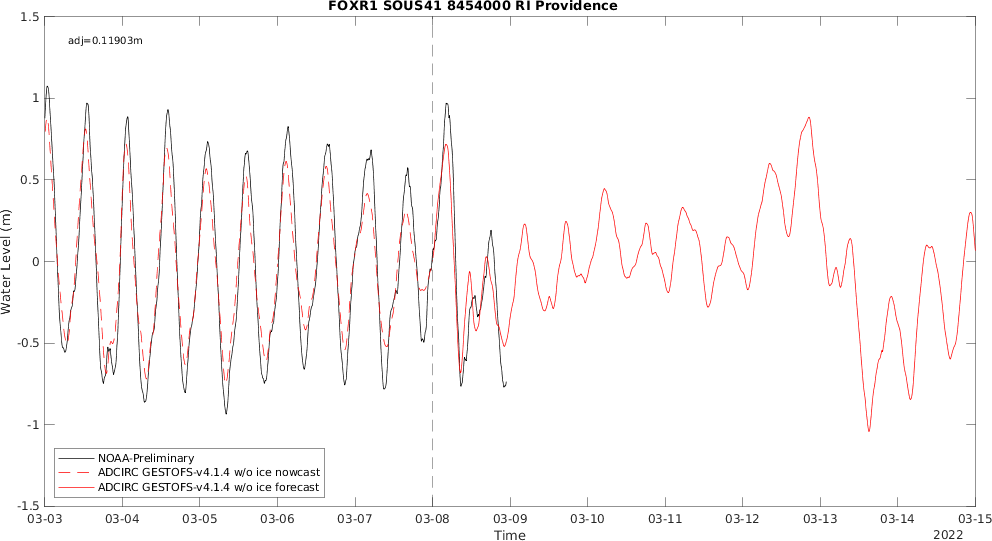 FOXR1 SOUS41 8454000 RI Providence
adj=0.11903m
1.5
1
0.5
0
-0.5
-1
-1.5
Water Level (m)
NOAA-Preliminary
ADCIRC GESTOFS-v4.1.4 w/o ice nowcast
ADCIRC GESTOFS-v4.1.4 w/o ice forecast
03-03 03-04 03-05 03-06 03-07 03-08 03-09 03-10 03-11 03-12 03-13 03-14 03-15
Time
2022